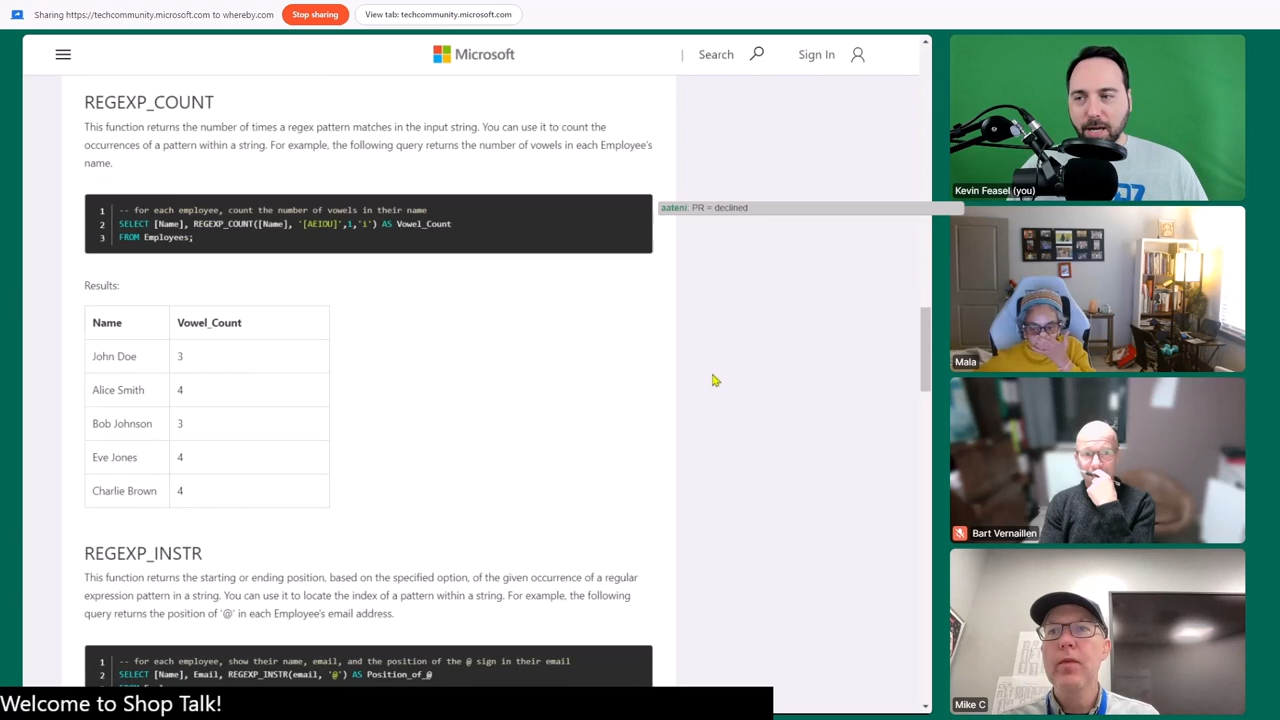 Sharing https://techcommunity.microsoft.com to whereby.com
Stop sharing
View tab: techcommunity.microsoft.com
Microsoft
Search
Sign In
REGEXP_COUNT
This function returns the number of times a regex pattern matches in the input string. You can use it to count the
occurrences of a pattern within a string. For example, the following query returns the number of vowels in each Employee's
name.
1 -- for each employee, count the number of vowels in their name
2 SELECT [Name], REGEXP_COUNT([Name], '[AEIOU]',1,'i') AS Vowel_Count
3 FROM Employees;
aateni: PR = declined
Results:
Name Vowel_Count
John Doe 3
Alice Smith 4
Bob Johnson 3
Eve Jones 4
Charlie Brown 4
REGEXP_INSTR
This function returns the starting or ending position, based on the specified option, of the given occurrence of a regular
expression pattern in a string. You can use it to locate the index of a pattern within a string. For example, the following
query returns the position of '@' in each Employee's email address.
1 -- for each employee, show their name, email, and the position of the @ sign in their email
2 SELECT [Name], Email, REGEXP_INSTR(email, '@') AS Position_of_@
Welcome to Shop Talk!
Kevin Feasel (you)
Mala
Bart Vernaillen
Mike C